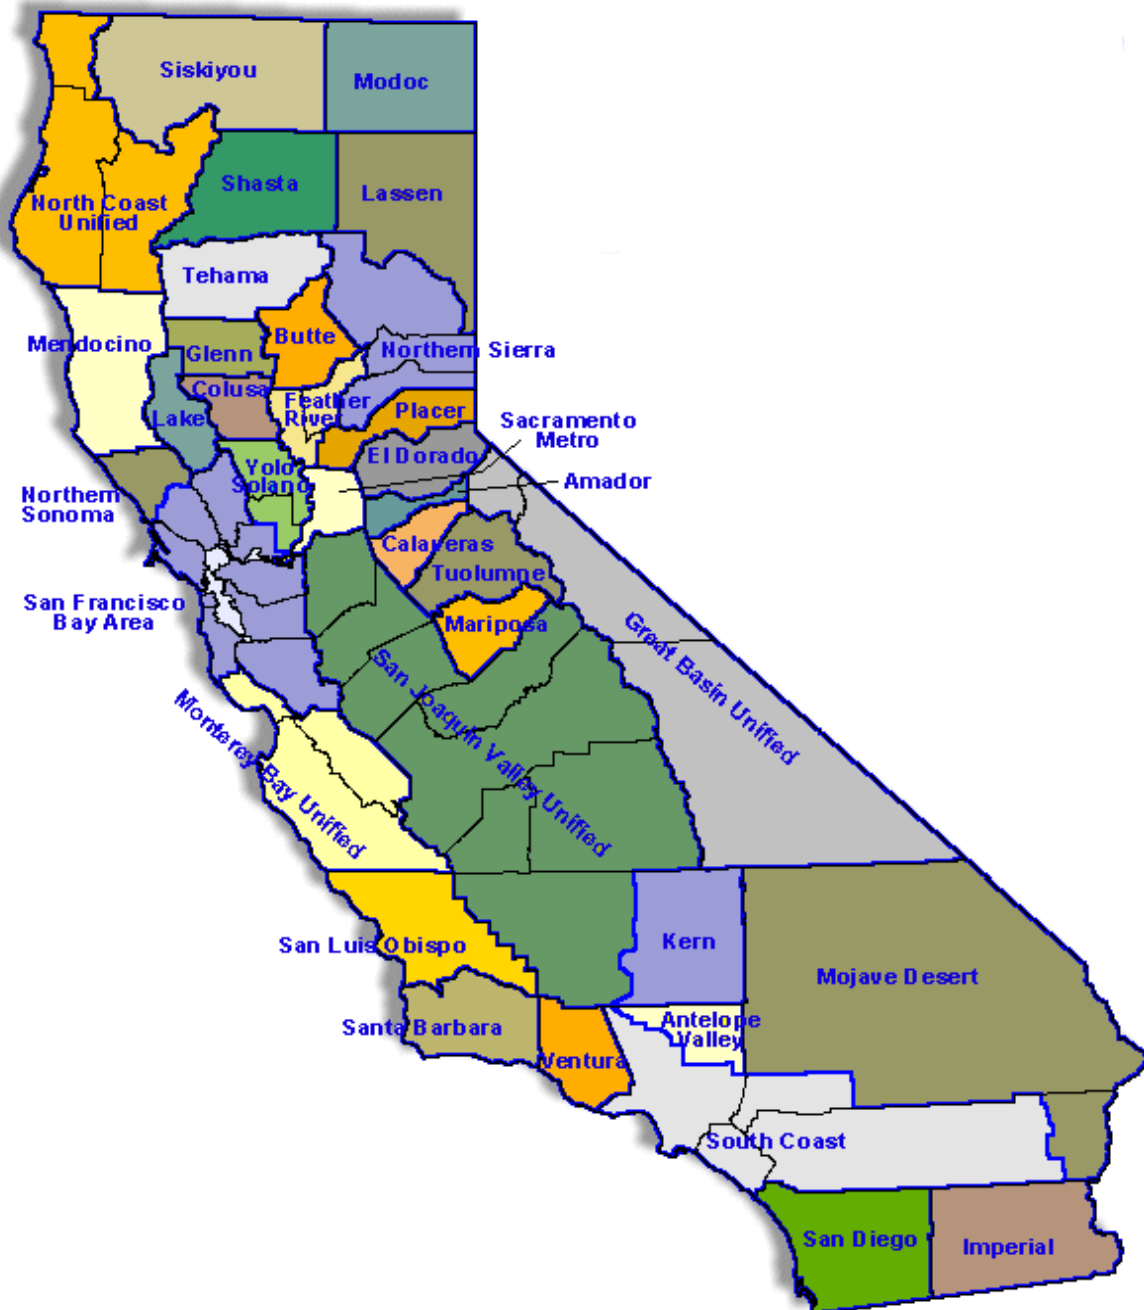 Siskiyou
Modoc
North Coast
Unified
Shasta
Lassen
Tehama
Mendocino
Glenn
Butte
Northern Sierra
Colusa
Lake
Feather
River
Placer
Sacramento
Metro
El Dorado
Yolo
Solano
Amador
Northern
Sonoma
Calaveras
Tuolumne
San Francisco
Bay Area
Mariposa
Great Basin Unified
San Joaquin Valley Unified
Monterey Bay Unified
San Luis Obispo
Kern
Mojave Desert
Santa Barbara
Antelope
Valley
Ventura
South Coast
San Diego
Imperial